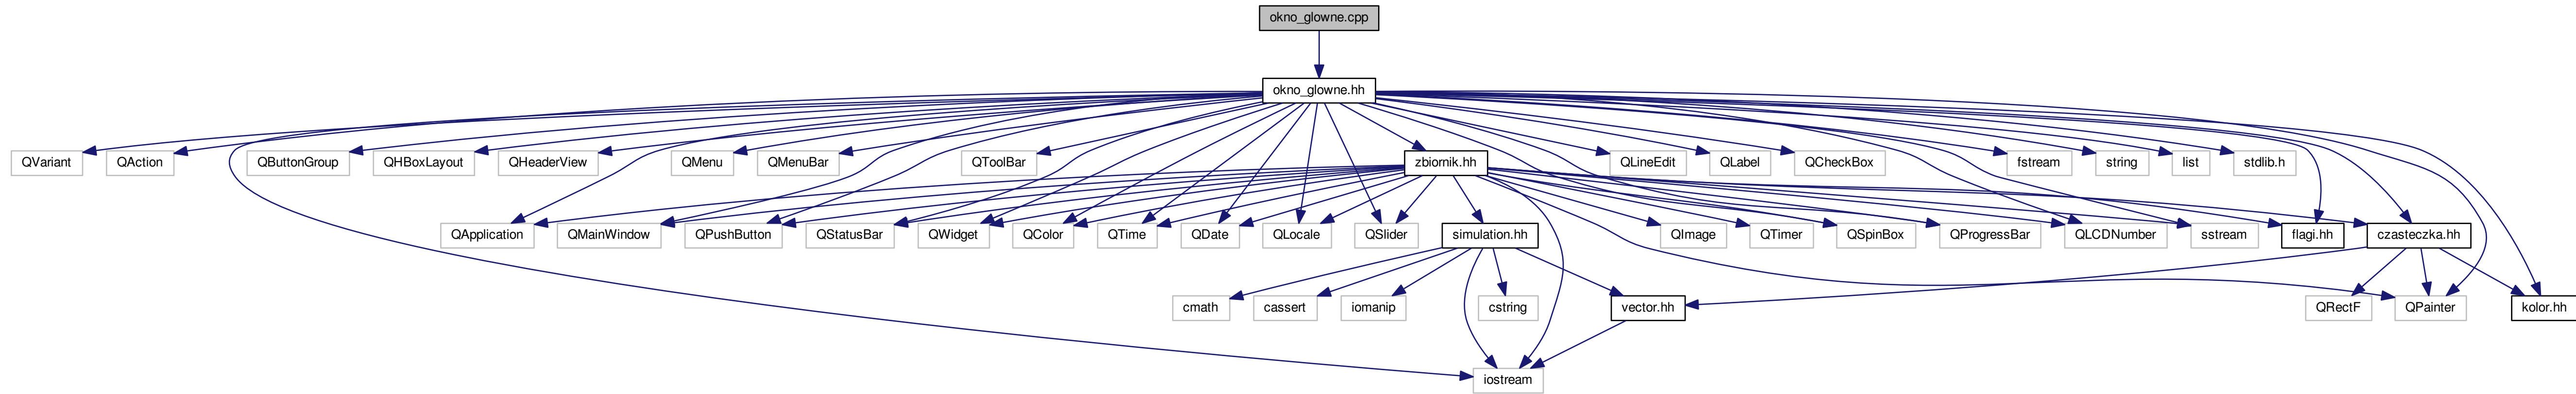 okno_glowne.cpp
okno_glowne.hh
QVariant
QAction
QButtonGroup
QHBoxLayout
QHeaderView
QMenu
QMenuBar
QToolBar
zbiornik.hh
QLineEdit
QLabel
QCheckBox
fstream
string
list
stdlib.h
QApplication
QMainWindow
QPushButton
QStatusBar
QWidget
QColor
QTime
QDate
QLocale
QSlider
simulation.hh
QImage
QTimer
QSpinBox
QProgressBar
QLCDNumber
sstream
flagi.hh
czasteczka.hh
cmath
cassert
iomanip
cstring
vector.hh
QRectF
QPainter
kolor.hh
iostream